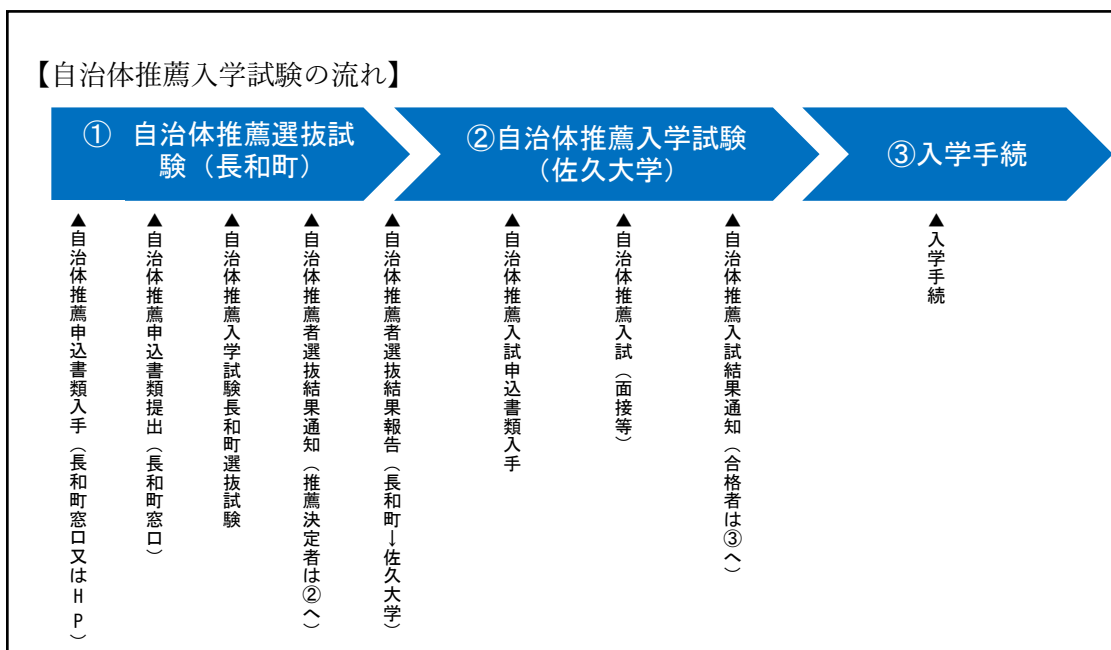 【自治体推薦入学試験の流れ】
① 自治体推薦選抜試
験（長和町）
②自治体推薦入学試験
（佐久大学）
③入学手続
▲自治体推薦申込書類入手（長和町窓口又はＨＰ）
▲自治体推薦申込書類提出（長和町窓口）
▲自治体推薦入学試験長和町選抜試験
▲自治体推薦者選抜結果通知（推薦決定者は②へ）
▲自治体推薦者選抜結果報告（長和町→佐久大学）
▲自治体推薦入試申込書類入手
▲自治体推薦入試（面接等）
▲自治体推薦入試結果通知（合格者は③へ）
▲入学手続